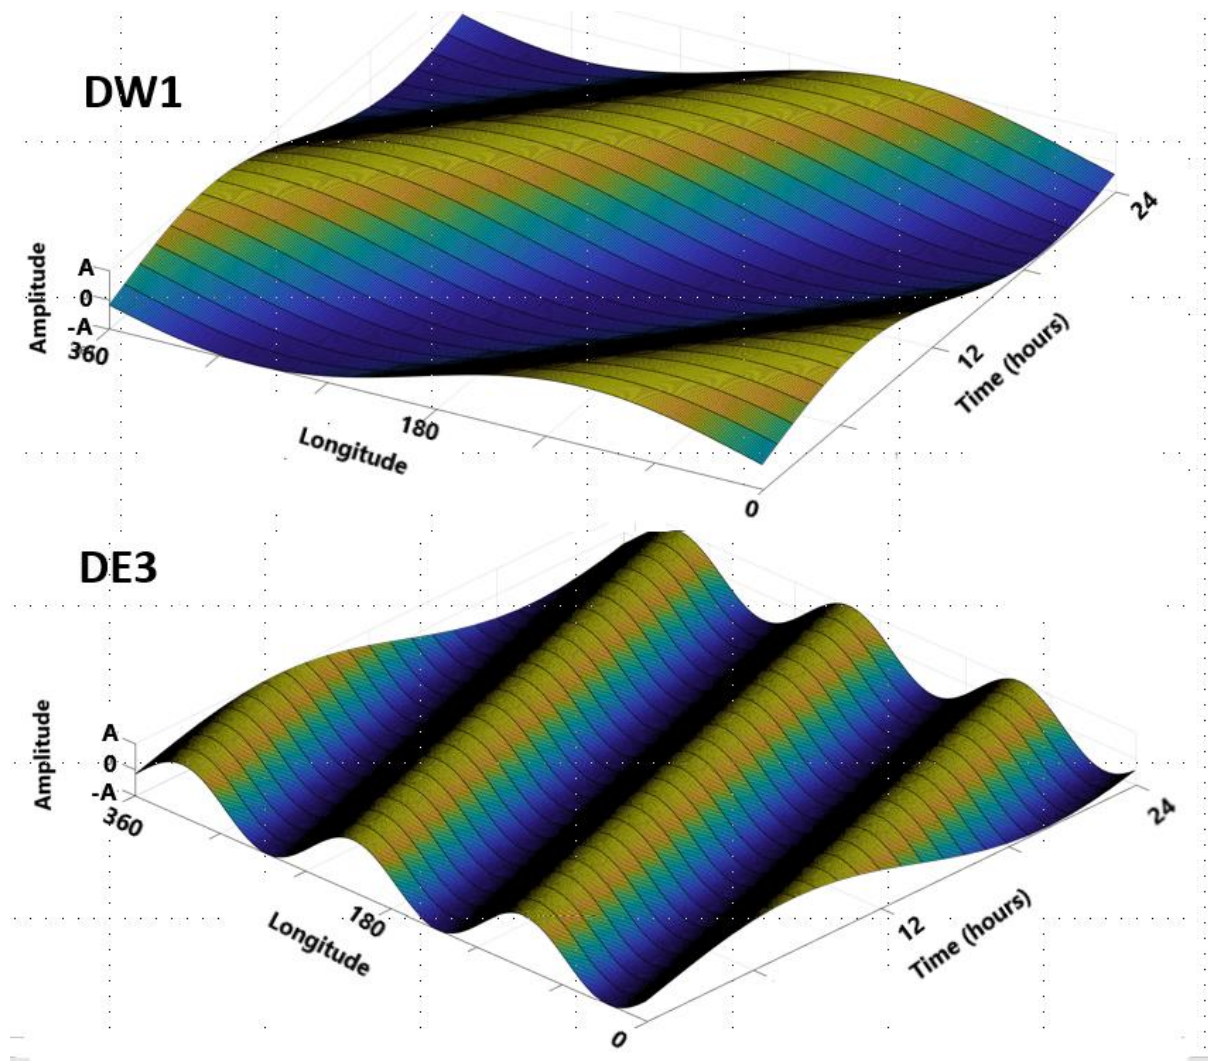 DW1
Amplitude
A
0
-A
360
180
0
Longitude
12
24
Time (hours)
DE3
Amplitude
A
0
-A
360
180
0
Longitude
12
24
Time (hours)